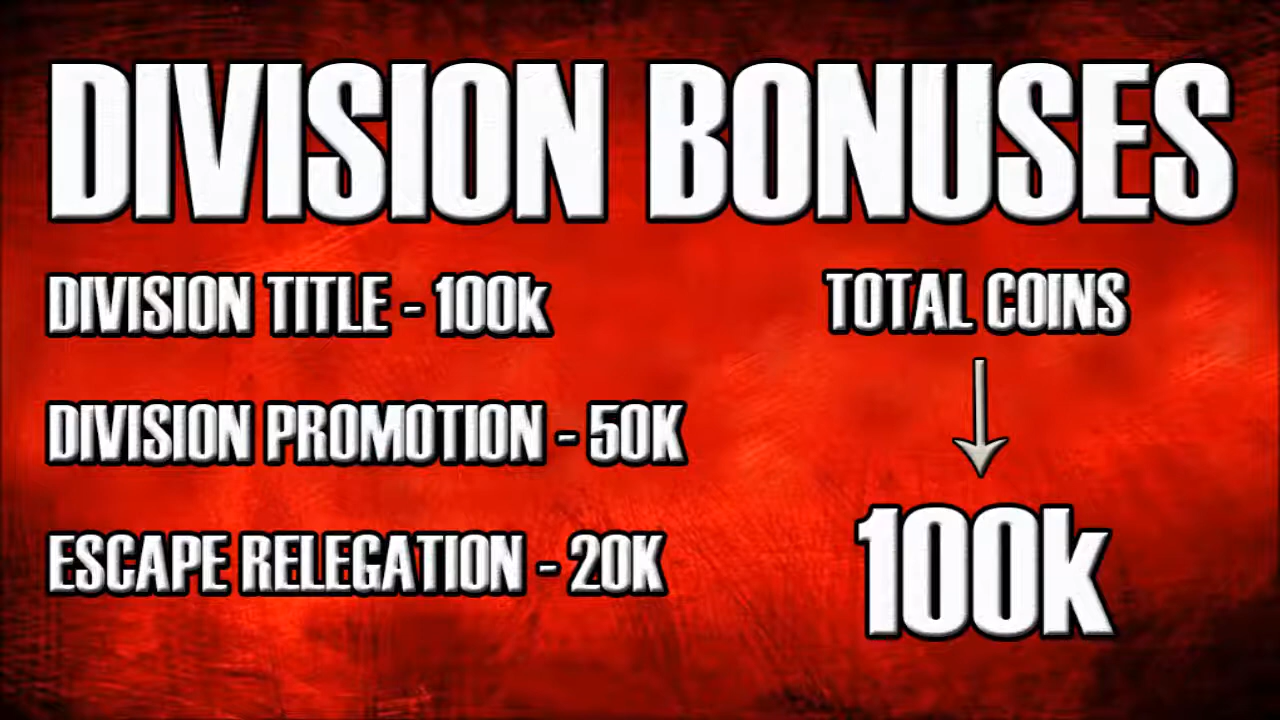 DIVISION BONUSES
DIVISION TITLE - 100k
DIVISION PROMOTION - 50K
ESCAPE RELEGATION - 20K
TOTAL COINS
100k